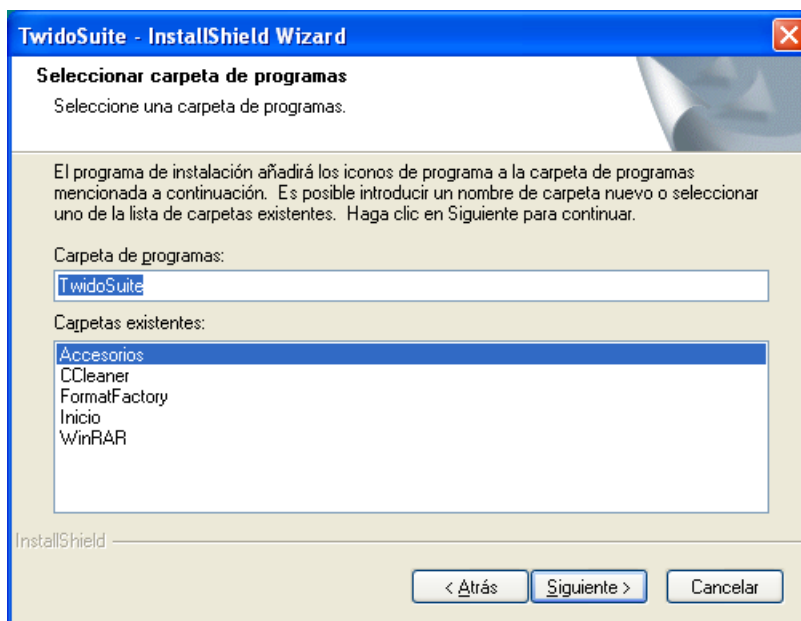 TwidoSuite - InstallShield Wizard
Seleccionar carpeta de programas
Seleccione una carpeta de programas.
El programa de instalación añadirá los iconos de programa a la carpeta de programas
mencionada a continuación.  Es posible introducir un nombre de carpeta nuevo o seleccionar
uno de la lista de carpetas existentes.  Haga clic en Siguiente para continuar.
Carpeta de programas:
TwidoSuite
Carpetas existentes:
Accesorios
CCleaner
FormatFactory
Inicio
WinRAR
InstallShield
< Atrás Siguiente > Cancelar